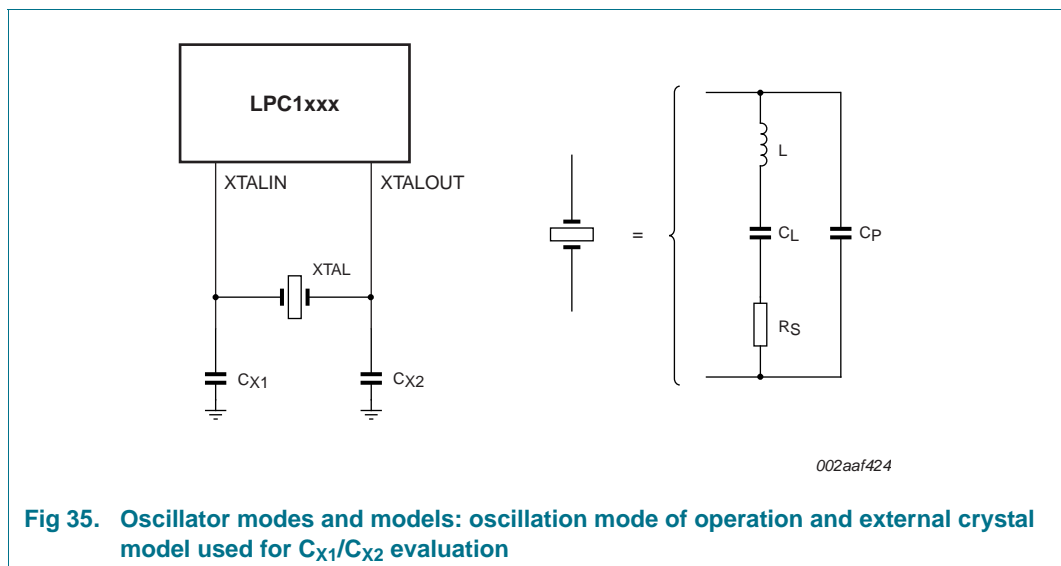 LPC1xxx
XTALIN
XTALOUT
XTAL
CX1
CX2
=
L
CL
CP
RS
002aaf424
Fig 35. Oscillator modes and models: oscillation mode of operation and external crystal
model used for CX1/CX2 evaluation